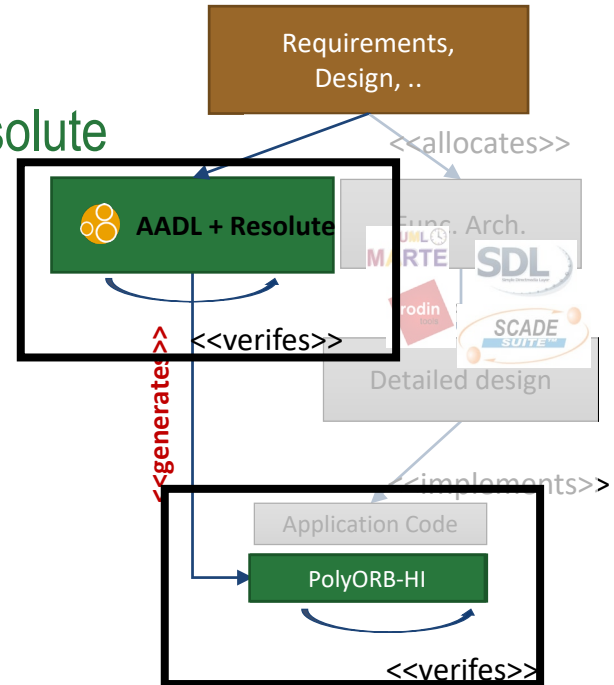 Requirements,
Design, ..
solute
<<allocates>>
AADL + Resolute
Func. Arch.
UML
MARTE
SDL
rodin
SCADE
SUITE™
<<verifes>>
Detailed design
<<generates>>
<<implements>>
Application Code
PolyORB-HI
<<verifes>>